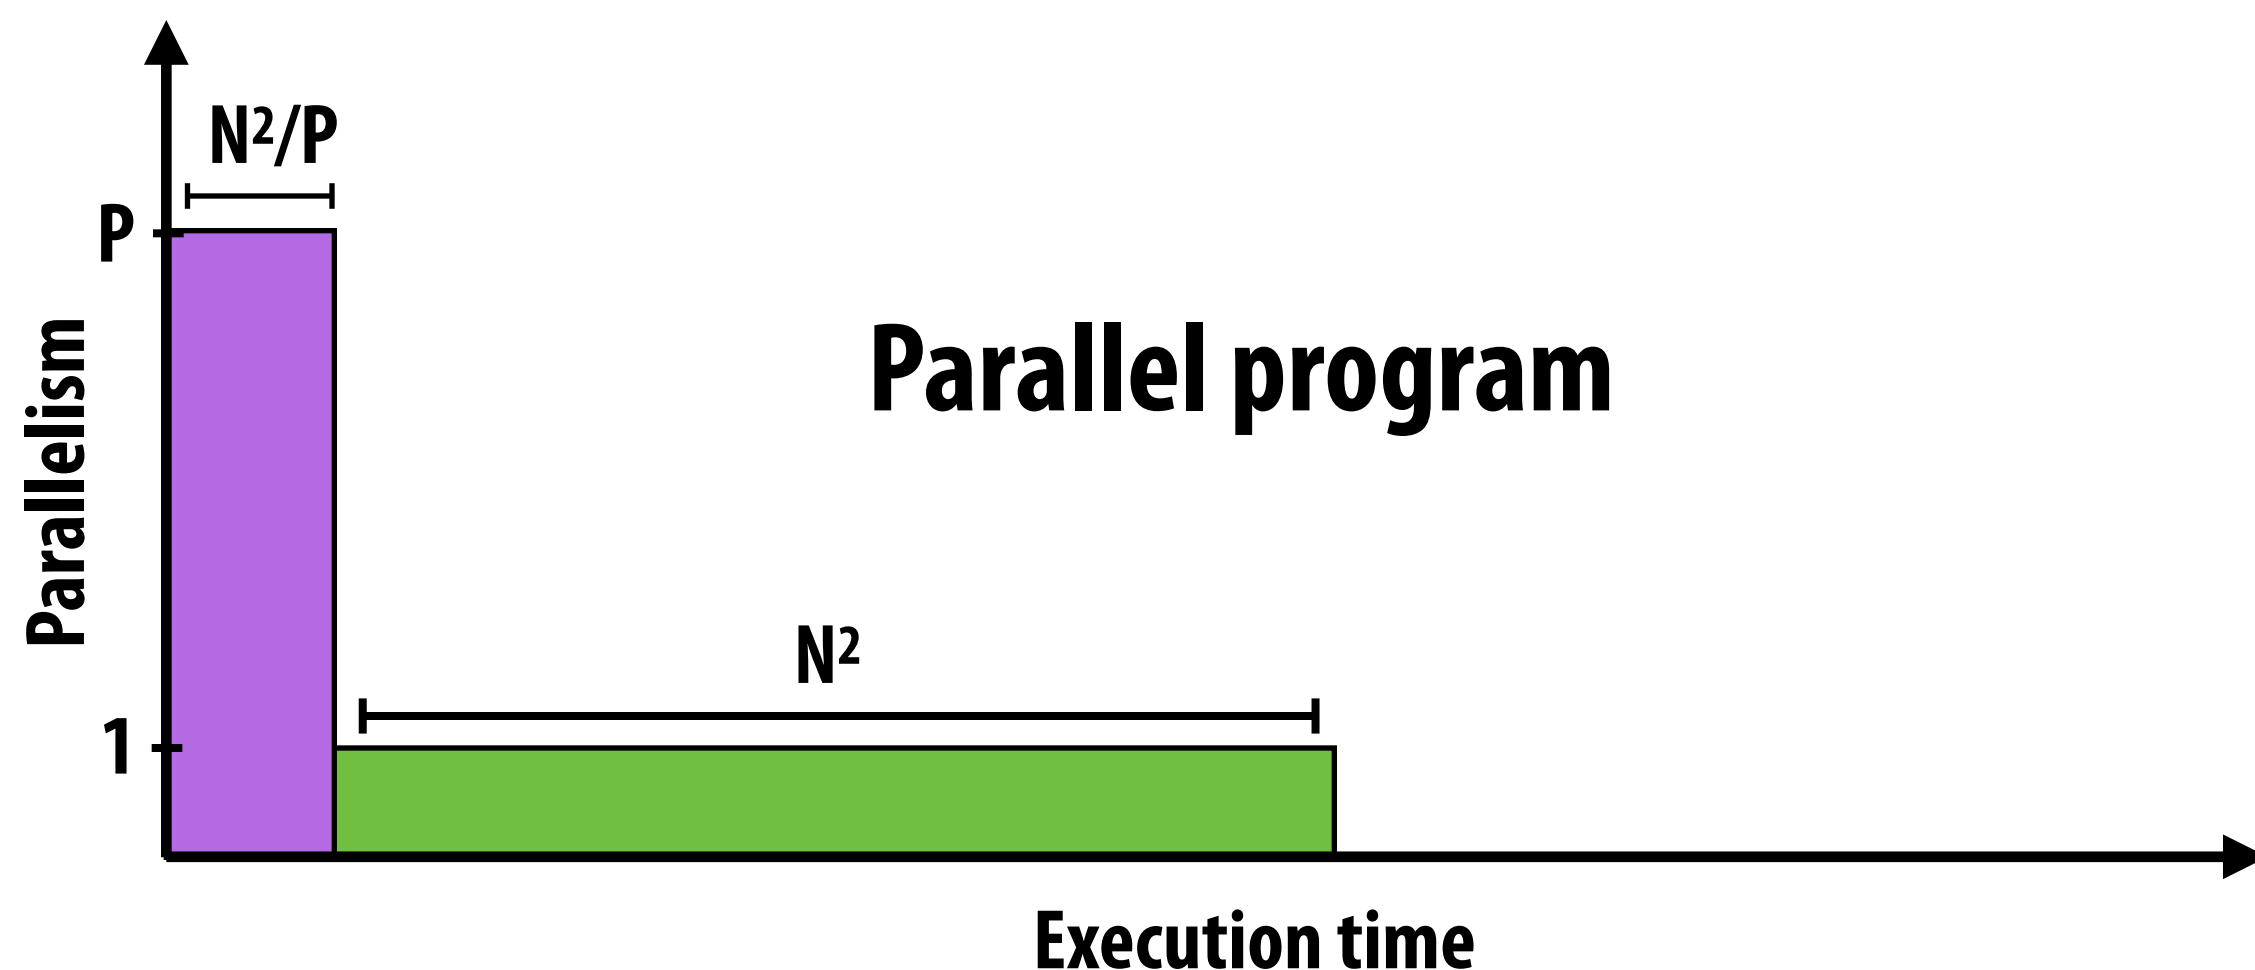 N²/P
P
Parallelism
Parallel program
N²
1
Execution time